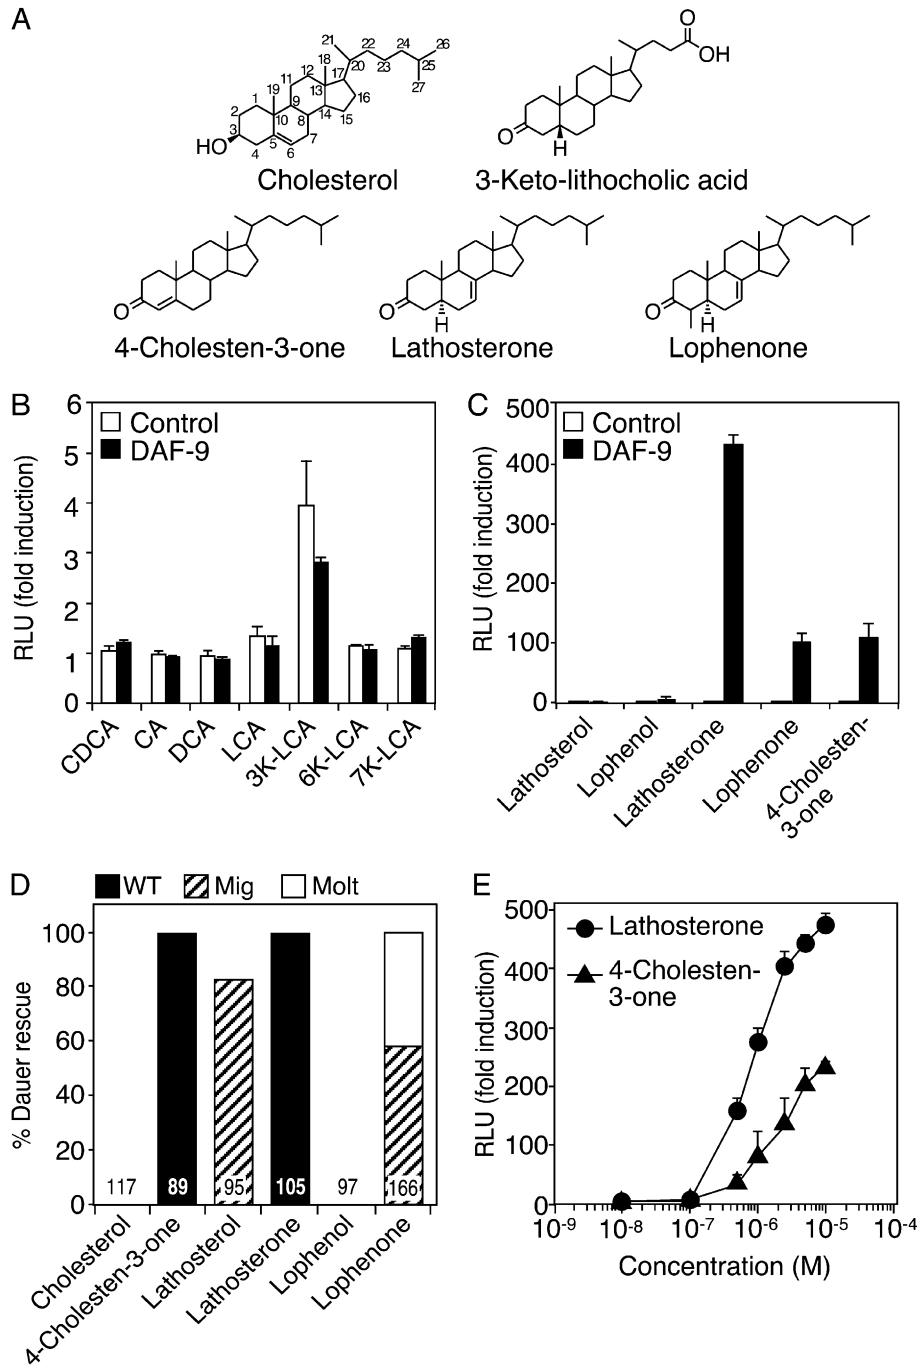 A
21 22 24 26
20 23 25
18 27
12 17
11 13 16
19
1 9 14 15
2 10 8
3 5 7
4 6
HO
O
OH
O
H
Cholesterol
3-Keto-lithocholic acid
O
O
H
O
H
4-Cholesten-3-one
Lathosterone
Lophenone
B
6
5
4
3
2
1
0
RLU (fold induction)
Control
DAF-9
CDCA
CA
DCA
LCA
3K-LCA
6K-LCA
7K-LCA
C
500
400
300
200
100
0
RLU (fold induction)
Control
DAF-9
Lathosterol
Lophenol
Lathosterone
Lophenone
4-Cholesten-
3-one
D
WT
Mig
Molt
100
80
60
40
20
0
% Dauer rescue
117
89
95
105
97
166
Cholesterol
4-Cholesten-3-one
Lathosterol
Lathosterone
Lophenol
Lophenone
E
500
400
300
200
100
0
RLU (fold induction)
Lathosterone
4-Cholesten-
3-one
10-9
10-8
10-7
10-6
10-5
10-4
Concentration (M)